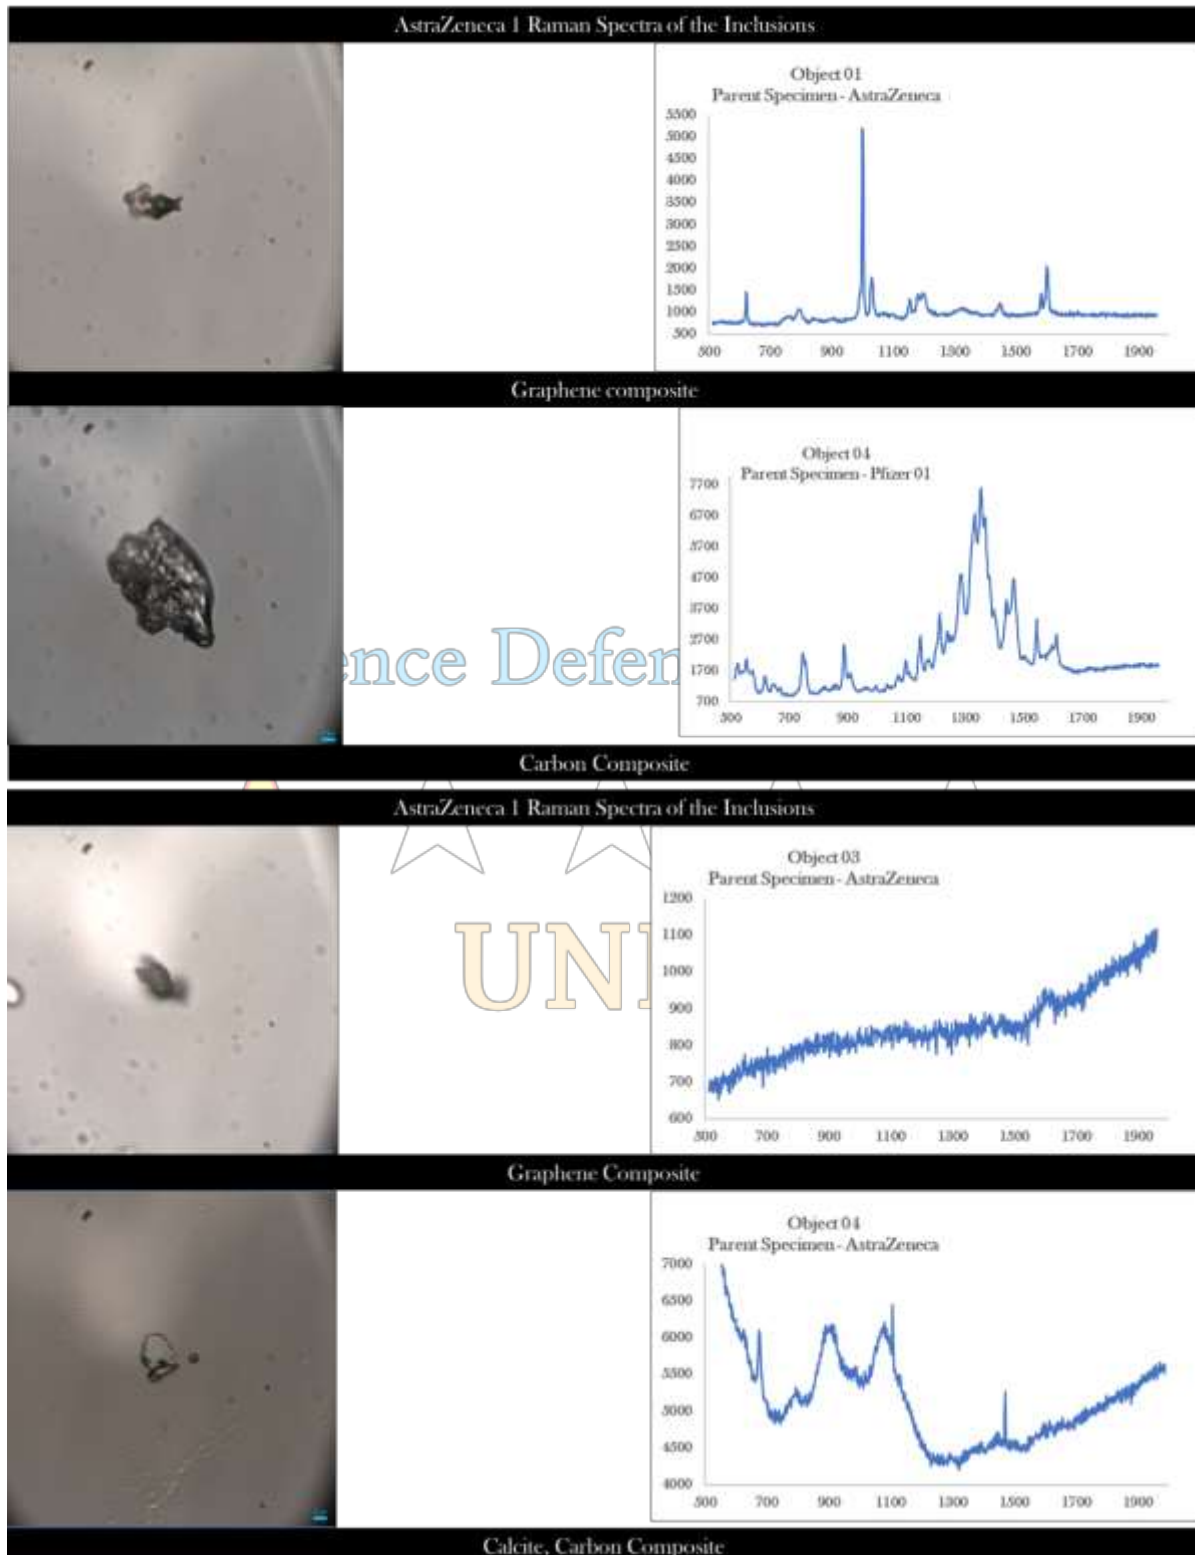 AstraZeneca 1 Raman Spectra of the Inclusions
Object 01
Parent Specimen - AstraZeneca
5500
5000
4500
4000
3500
3000
2500
2000
1500
1000
500
500 700 900 1100 1300 1500 1700 1900
Graphene composite
Object 04
Parent Specimen - Pfizer 01
7700
6700
5700
4700
3700
2700
1700
700
500 700 900 1100 1300 1500 1700 1900
ence Defen
Carbon Composite
AstraZeneca 1 Raman Spectra of the Inclusions
Object 03
Parent Specimen - AstraZeneca
1200
1100
1000
900
800
700
600
500 700 900 1100 1300 1500 1700 1900
UNI
Graphene Composite
Object 04
Parent Specimen - AstraZeneca
7000
6500
6000
5500
5000
4500
4000
500 700 900 1100 1300 1500 1700 1900
Calcite, Carbon Composite